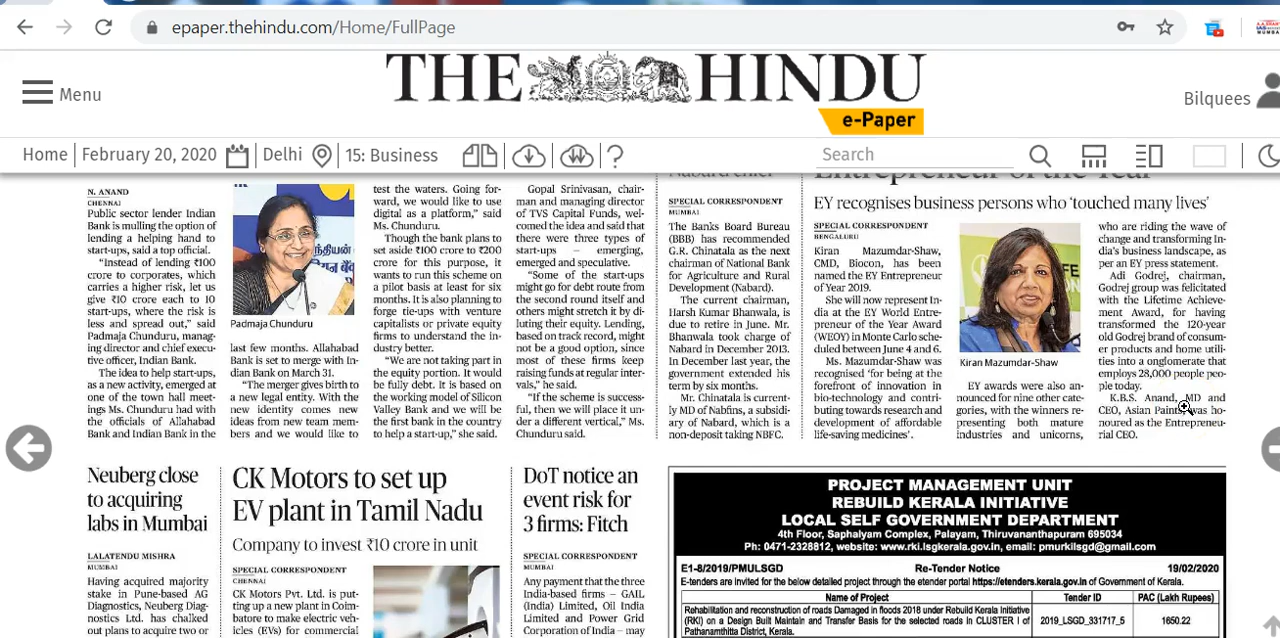 epaper.thehindu.com/Home/FullPage
Menu
THE HINDU
e-Paper
Bilquees
Home
February 20, 2020
Delhi
15: Business
Search
N. ANAND
CHENNAI
Public sector lender Indian
Bank is mulling the option of
lending a helping hand to
start-ups, said a top official.
“Instead of lending ₹100
crore to corporates, which
carries a higher risk, let us
give ₹10 crore each to 10
start-ups, where the risk is
less and spread out,” said
Padmaja Chunduru, manag-
ing director and chief execu-
tive officer, Indian Bank.
The idea to help start-ups,
as a new activity, emerged at
one of the town hall meet-
ings Ms. Chunduru had with
the officials of Allahabad
Bank and Indian Bank in the
Padmaja Chunduru
last few months. Allahabad
Bank is set to merge with In-
dian Bank on March 31.
“The merger gives birth to
a new legal entity. With the
new identity comes new
ideas from new team mem-
bers and we would like to
test the waters. Going for-
ward, we would like to use
digital as a platform,” said
Ms. Chunduru.
Though the bank plans to
set aside ₹100 crore to ₹200
crore for this purpose, it
wants to run this scheme on
a pilot basis at least for six
months. It is also planning to
forge tie-ups with venture
capitalists or private equity
firms to understand the in-
dustry better.
“We are not taking part in
the equity portion. It would
be fully debt. It is based on
the working model of Silicon
Valley Bank and we will be
the first bank in the country
to help a start-up,” she said.
Gopal Srinivasan, chair-
man and managing director
of TVS Capital Funds, wel-
comed the idea and said that
there were three types of
start-ups – emerging,
emerged and speculative.
“Some of the start-ups
might go for debt route from
the second round itself and
others might stretch it by di-
luting their equity. Lending,
based on track record, might
not be a good option, since
most of these firms keep
raising funds at regular inter-
vals,” he said.
“If the scheme is success-
ful, then we will place it un-
der a different vertical,” Ms.
Chunduru said.
Nabard chief
SPECIAL CORRESPONDENT
MUMBAI
The Banks Board Bureau
(BBB) has recommended
G.R. Chinatala as the next
chairman of National Bank
for Agriculture and Rural
Development (Nabard).
The current chairman,
Harsh Kumar Bhanwala, is
due to retire in June. Mr.
Bhanwala took charge of
Nabard in December 2013.
In December last year, the
government extended his
term by six months.
Mr. Chinatala is current-
ly MD of Nabfins, a subsidi-
ary of Nabard, which is a
non-deposit taking NBFC.
Entrepreneur of the Year
EY recognises business persons who ‘touched many lives’
SPECIAL CORRESPONDENT
BENGALURU
Kiran Mazumdar-Shaw,
CMD, Biocon, has been
named the EY Entrepreneur
of Year 2019.
She will now represent In-
dia at the EY World Entre-
preneur of the Year Award
(WEOY) in Monte Carlo sche-
duled between June 4 and 6.
Ms. Mazumdar-Shaw was
recognised ‘for being at the
forefront of innovation in
bio-technology and contri-
buting towards research and
development of affordable
life-saving medicines’.
Kiran Mazumdar-Shaw
EY awards were also an-
nounced for nine other cate-
gories, with the winners re-
presenting both mature
industries and unicorns,
who are riding the wave of
change and transforming In-
dia’s business landscape, as
per an EY press statement.
Adi Godrej, chairman,
Godrej group was felicitated
with the Lifetime Achieve-
ment Award, for having
transformed the 120-year
old Godrej brand of consum-
er products and home utili-
ties into a onglomerate that
employs 28,000 people peo-
ple today.
K.B.S. Anand, MD and
CEO, Asian Paints was ho-
noured as the Entrepreneu-
rial CEO.
Neuberg close
to acquiring
labs in Mumbai
LALATENDU MISHRA
MUMBAI
Having acquired majority
stake in Pune-based AG
Diagnostics, Neuberg Diag-
nostics Ltd. has chalked
out plans to acquire two or
CK Motors to set up
EV plant in Tamil Nadu
Company to invest ₹10 crore in unit
SPECIAL CORRESPONDENT
CHENNAI
CK Motors Pvt. Ltd. is put-
ting up a new plant in Coim-
batore to make electric vehi-
cles (EVs) for commercial
DoT notice an
event risk for
3 firms: Fitch
SPECIAL CORRESPONDENT
MUMBAI
Any payment that the three
India-based firms – GAIL
(India) Limited, Oil India
Limited and Power Grid
Corporation of India – may
PROJECT MANAGEMENT UNIT
REBUILD KERALA INITIATIVE
LOCAL SELF GOVERNMENT DEPARTMENT
4th Floor, Saphalyam Complex, Palayam, Thiruvananthapuram 695034
Ph: 0471-2328812, website: www.rki.lsgkerala.gov.in, email: pmurkilsgd@gmail.com
E1-8/2019/PMULSGD Re-Tender Notice 19/02/2020
E-tenders are invited for the below detailed project through the etender portal https://etenders.kerala.gov.in of Government of Kerala.
Name of Project Tender ID PAC (Lakh Rupees)
Rehabilitation and reconstruction of roads Damaged in floods 2018 under Rebuild Kerala Initiative
(RKI) on a Design Built Maintain and Transfer Basis for the selected roads in CLUSTER I of
Pathanamthitta District, Kerala.
2019_LSGD_331717_5 1650.22